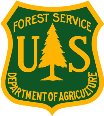 FOREST SERVICE
U S
DEPARTMENT OF AGRICULTURE